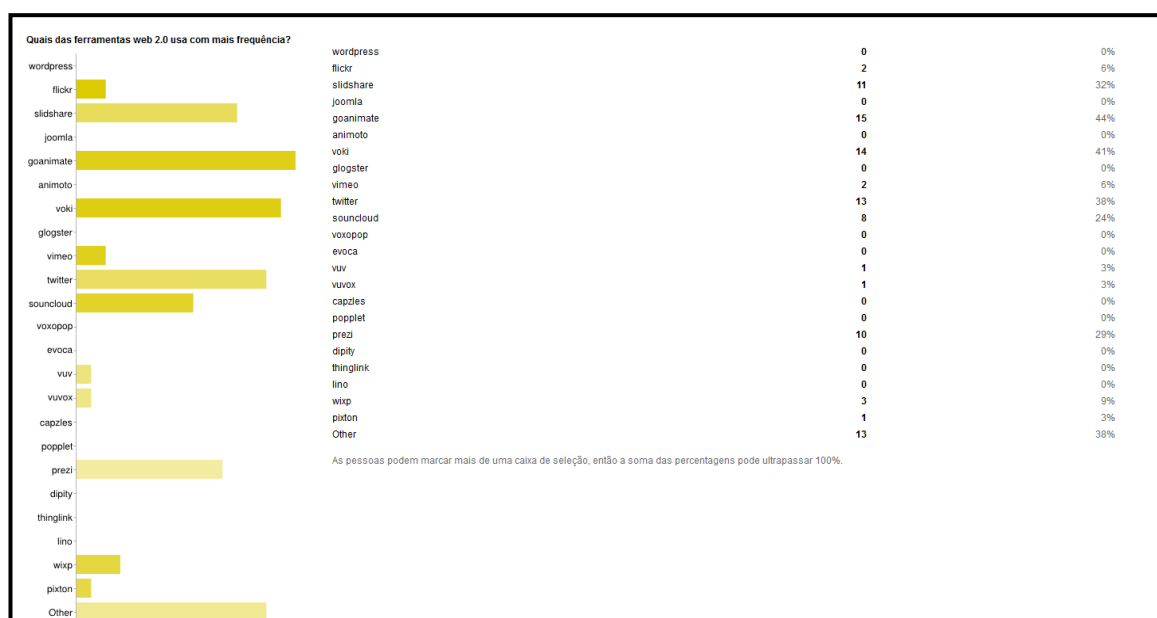 Quais das ferramentas web 2.0 usa com mais frequência?
wordpress
flickr
slidshare
joomla
goanimate
animoto
voki
glogster
vimeo
twitter
souncloud
voxopop
evoca
vuv
vuvox
capzles
popplet
prezi
dipity
thinglink
lino
wixp
pixton
Other
wordpress 0 0%
flickr 2 6%
slidshare 11 32%
joomla 0 0%
goanimate 15 44%
animoto 0 0%
voki 14 41%
glogster 0 0%
vimeo 2 6%
twitter 13 38%
souncloud 8 24%
voxopop 0 0%
evoca 0 0%
vuv 1 3%
vuvox 1 3%
capzles 0 0%
popplet 0 0%
prezi 10 29%
dipity 0 0%
thinglink 0 0%
lino 0 0%
wixp 3 9%
pixton 1 3%
Other 13 38%
As pessoas podem marcar mais de uma caixa de seleção, então a soma das percentagens pode ultrapassar 100%.